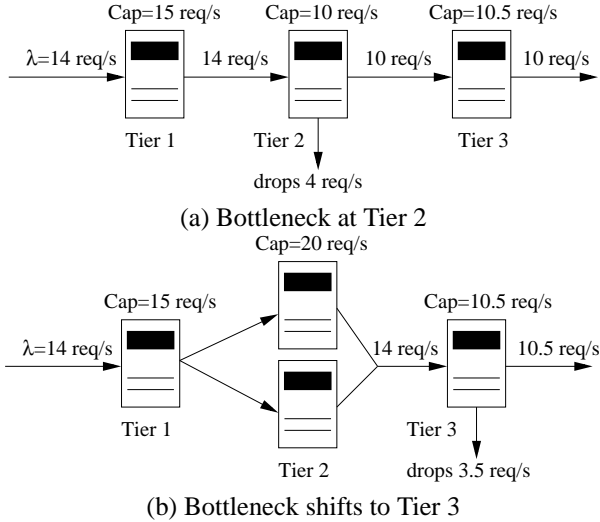 Cap=15 req/s Cap=10 req/s Cap=10.5 req/s
λ=14 req/s 14 req/s 10 req/s 10 req/s
Tier 1 Tier 2 Tier 3
drops 4 req/s
(a) Bottleneck at Tier 2
Cap=20 req/s
Cap=15 req/s Cap=10.5 req/s
λ=14 req/s 14 req/s 10.5 req/s
Tier 1 Tier 3
Tier 2
drops 3.5 req/s
(b) Bottleneck shifts to Tier 3